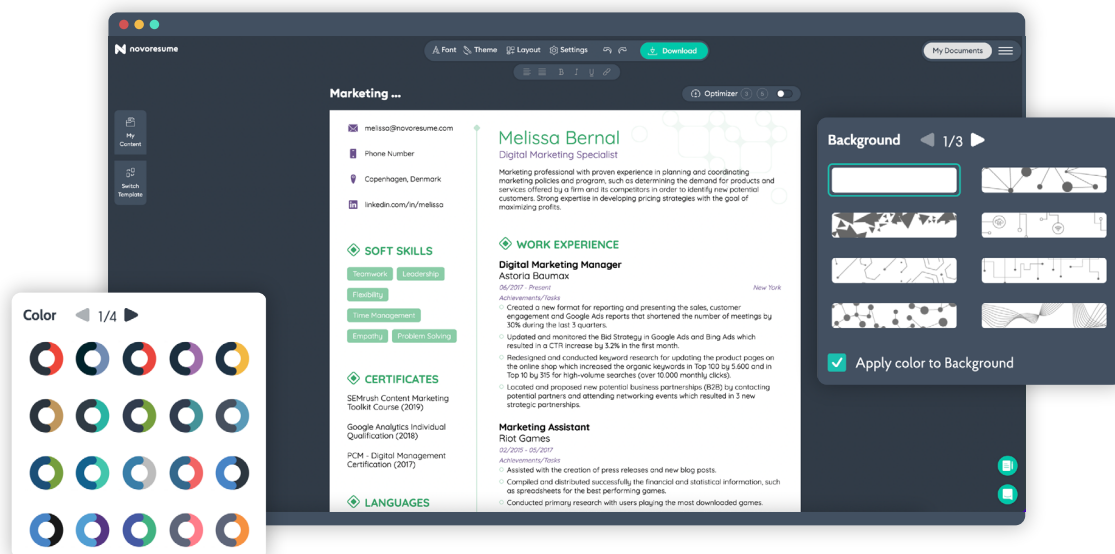 novoresume
Font Theme Layout Settings Download
My Documents
B I U
Marketing ...
Optimizer
My
Content
Switch
Template
melissa@novoresume.com
Phone Number
Copenhagen, Denmark
linkedin.com/in/melissa
SOFT SKILLS
Teamwork Leadership
Flexibility
Time Management
Empathy Problem Solving
CERTIFICATES
SEMrush Content Marketing
Toolkit Course (2019)
Google Analytics Individual
Qualification (2018)
PCM - Digital Management
Certification (2017)
LANGUAGES
Melissa Bernal
Digital Marketing Specialist
Marketing professional with proven experience in planning and coordinating
marketing policies and program, such as determining the demand for products and
services offered by a firm and its competitors in order to identify new potential
customers. Strong expertise in developing pricing strategies with the goal of
maximizing profits.
WORK EXPERIENCE
Digital Marketing Manager
Astoria Baumax
06/2017 - Present New York
Achievements/Tasks
Created a new format for reporting and presenting the sales, customer
engagement and Google Ads reports that shortened the number of meetings by
30% during the last 3 quarters.
Updated and monitored the Bid Strategy in Google Ads and Bing Ads which
resulted in a CTR increase by 3.2% in the first month.
Redesigned and conducted keyword research for updating the product pages on
the online shop which increased the organic keywords in Top 100 by 5.600 and in
Top 10 by 315 for high-volume searches (over 10.000 monthly clicks).
Located and proposed new potential business partnerships (B2B) by contacting
potential partners and attending networking events which resulted in 3 new
strategic partnerships.
Marketing Assistant
Riot Games
02/2015 - 05/2017
Achievements/Tasks
Assisted with the creation of press releases and new blog posts.
Compiled and distributed successfully the financial and statistical information, such
as spreadsheets for the best performing games.
Conducted primary research with users playing the most downloaded games.
Background 1/3
Apply color to Background
Color 1/4